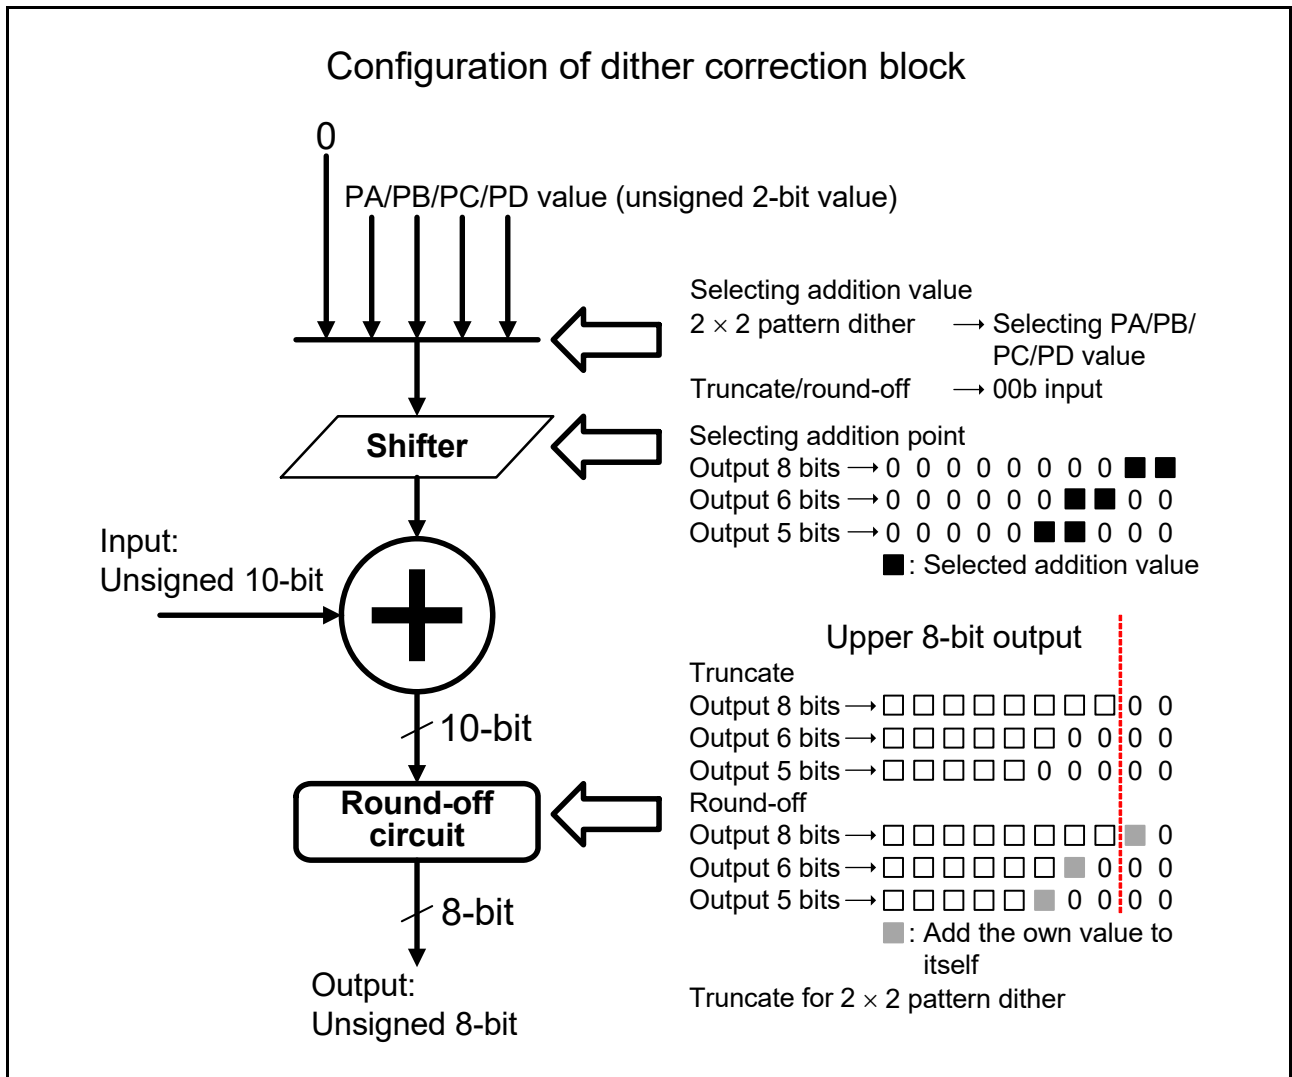 Configuration of dither correction block
0
PA/PB/PC/PD value (unsigned 2-bit value)
Selecting addition value
2 × 2 pattern dither → Selecting PA/PB/
PC/PD value
Truncate/round-off → 00b input
Shifter
Selecting addition point
Output 8 bits → 0 0 0 0 0 0 0 0 ■ ■
Output 6 bits → 0 0 0 0 0 0 ■ ■ 0 0
Output 5 bits → 0 0 0 0 0 ■ ■ 0 0 0
■ : Selected addition value
Input:
Unsigned 10-bit
Upper 8-bit output
Truncate
Output 8 bits → □ □ □ □ □ □ □ □ 0 0
Output 6 bits → □ □ □ □ □ □ 0 0 0 0
Output 5 bits → □ □ □ □ □ 0 0 0 0 0
10-bit
Round-off
circuit
Round-off
Output 8 bits → □ □ □ □ □ □ □ □ ■ 0
Output 6 bits → □ □ □ □ □ □ ■ 0 0 0
Output 5 bits → □ □ □ □ □ ■ 0 0 0 0
■ : Add the own value to
itself
Truncate for 2 × 2 pattern dither
8-bit
Output:
Unsigned 8-bit